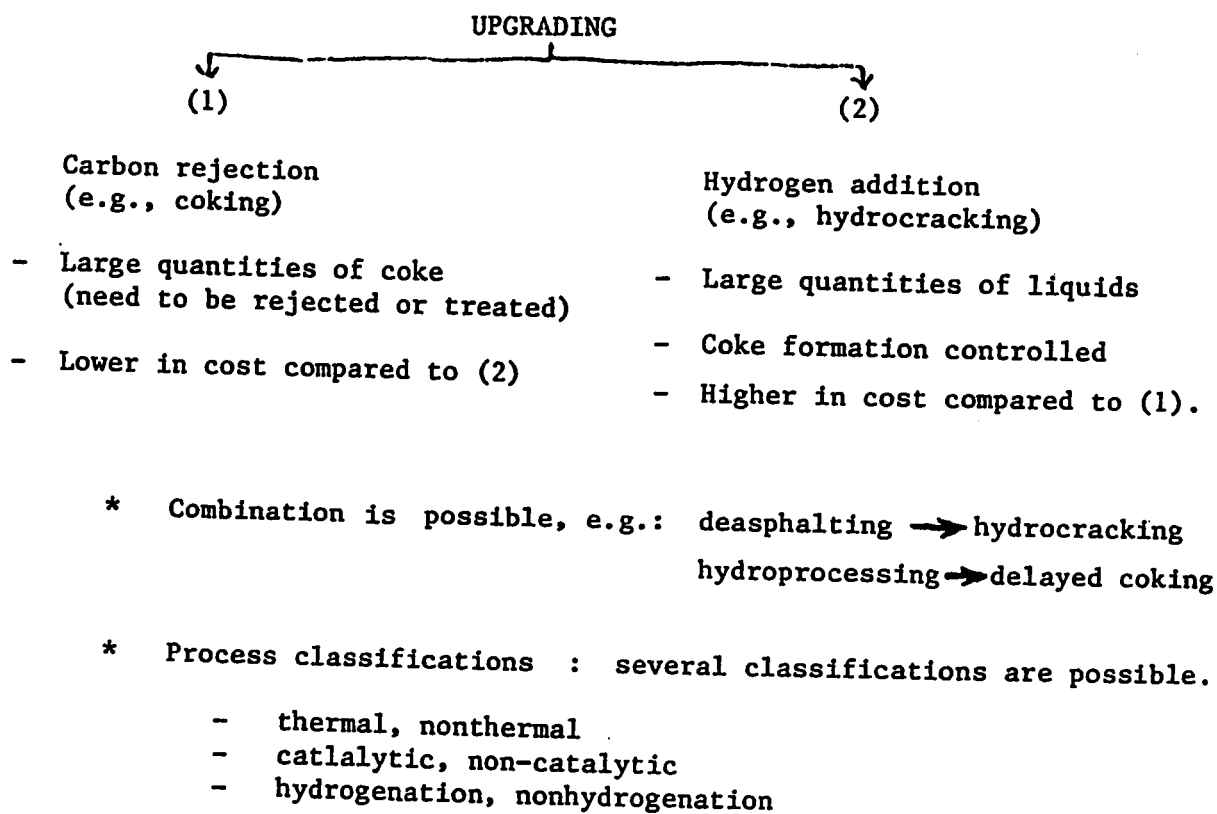 UPGRADING
(1)
(2)
Carbon rejection
(e.g., coking)
- Large quantities of coke
(need to be rejected or treated)
- Lower in cost compared to (2)
Hydrogen addition
(e.g., hydrocracking)
- Large quantities of liquids
- Coke formation controlled
- Higher in cost compared to (1).
* Combination is possible, e.g.: deasphalting → hydrocracking
hydroprocessing → delayed coking
* Process classifications : several classifications are possible.
- thermal, nonthermal
- catlalytic, non-catalytic
- hydrogenation, nonhydrogenation